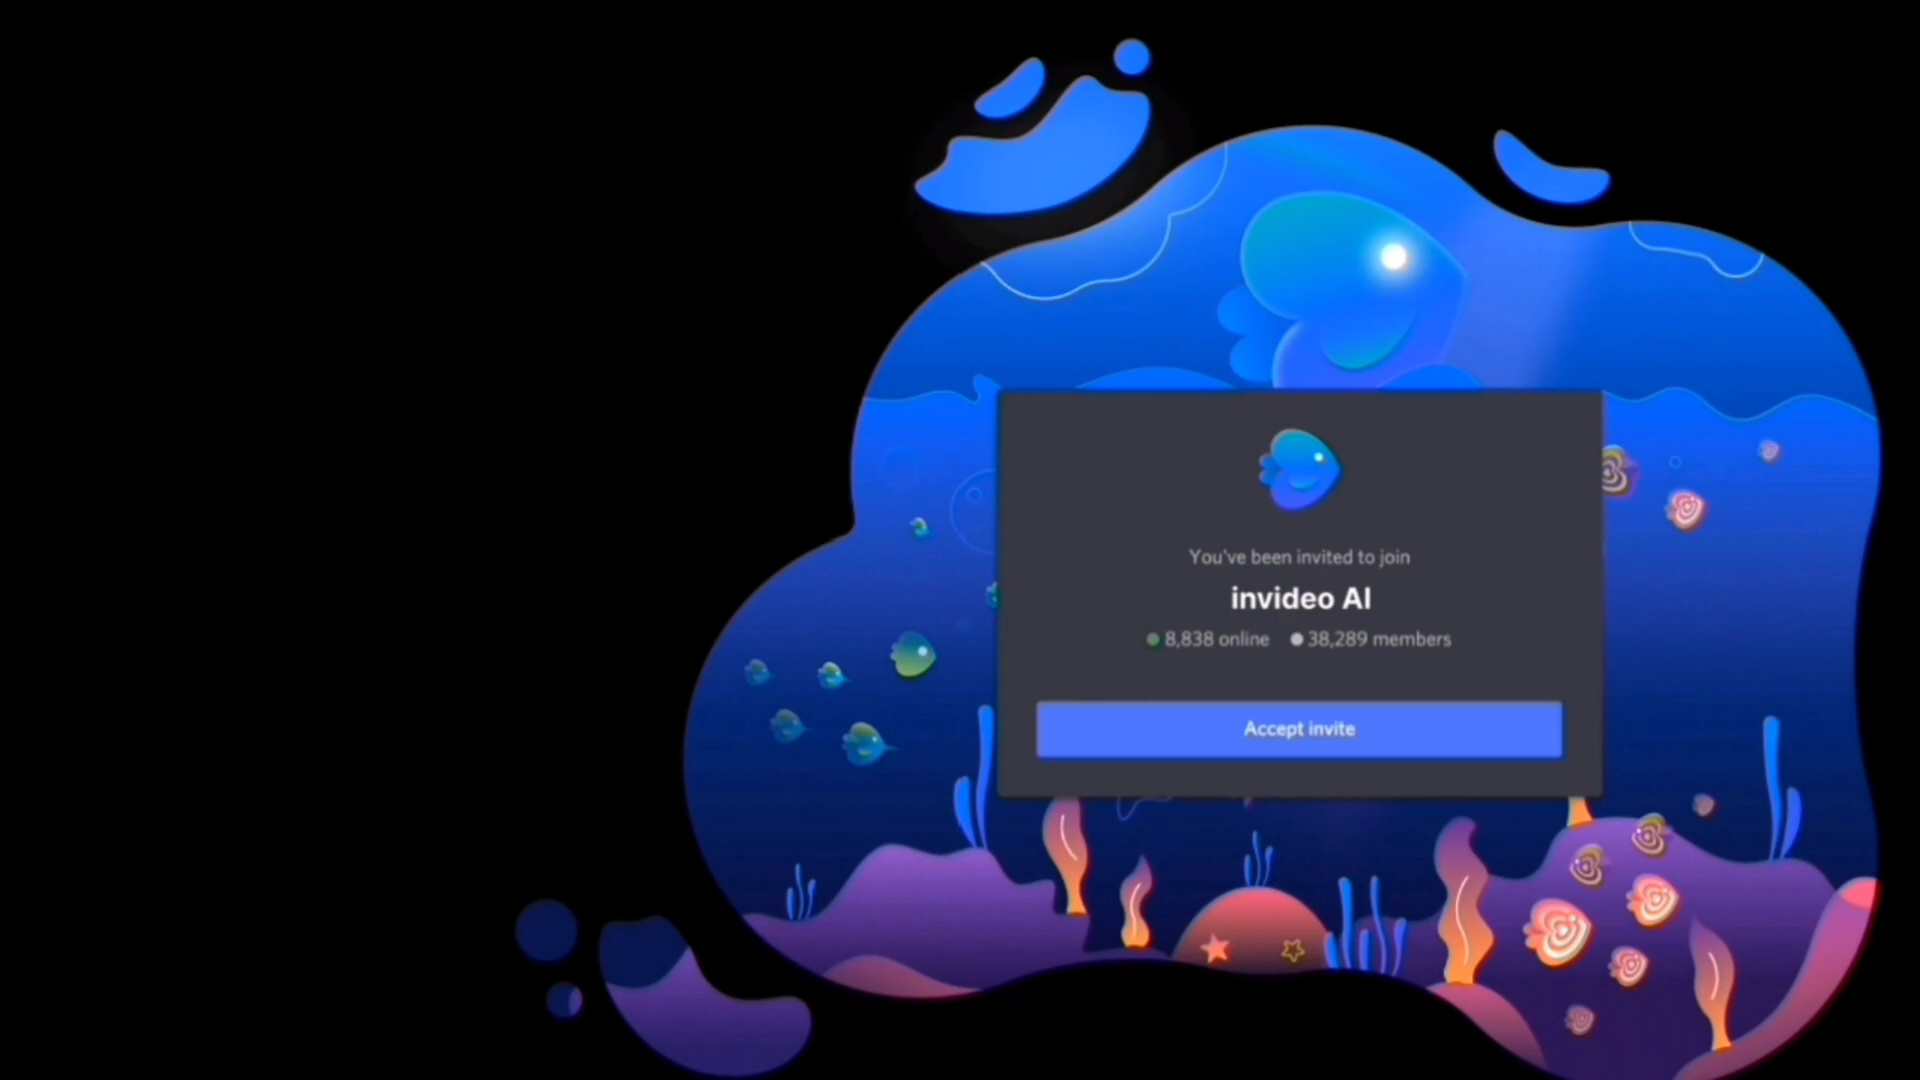 You've been invited to join
invideo AI
8,838 online 38,289 members
Accept invite